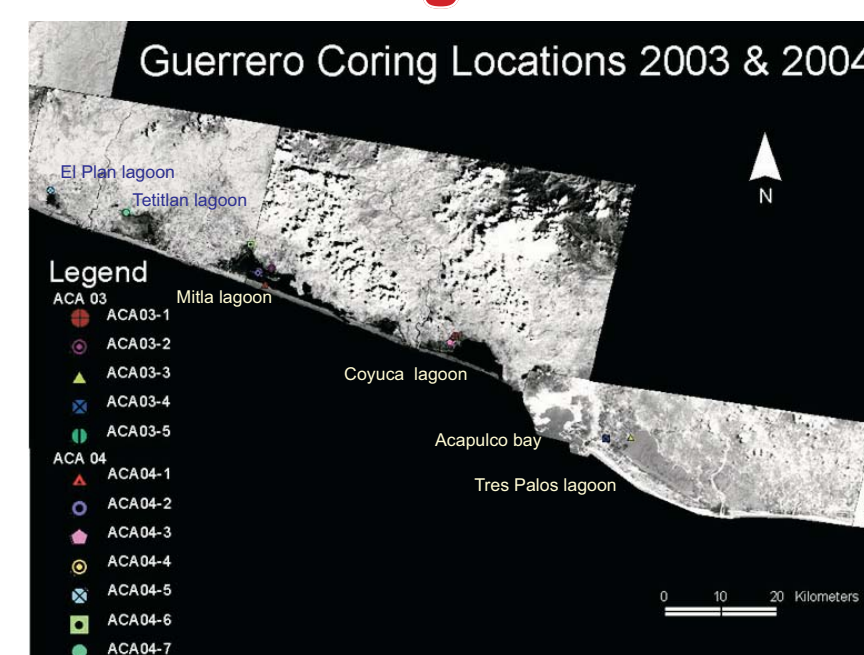 Guerrero Coring Locations 2003 & 2004
N
El Plan lagoon
Tetitlan lagoon
Mitla lagoon
Coyuca lagoon
Acapulco bay
Tres Palos lagoon
Legend
ACA 03
ACA03-1
ACA03-2
ACA03-3
ACA03-4
ACA03-5
ACA 04
ACA04-1
ACA04-2
ACA04-3
ACA04-4
ACA04-5
ACA04-6
ACA04-7
0 10 20 Kilometers